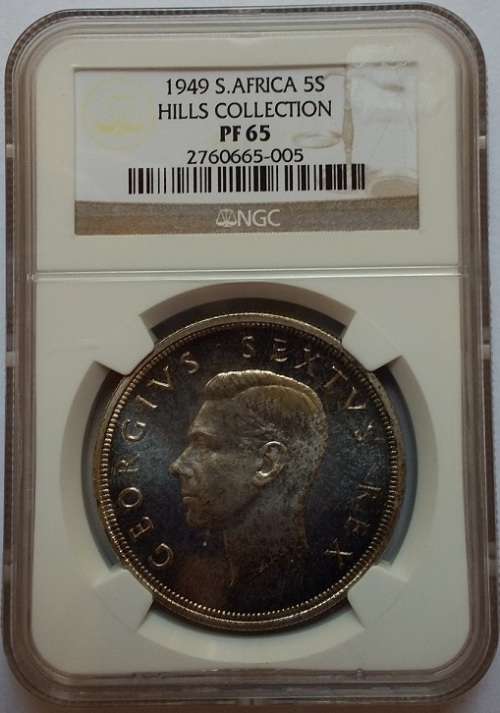 1949 S.AFRICA 5S
HILLS COLLECTION
PF 65
2760665-005
NGC
GEORGIVS SEXTVS REX